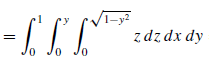 = ∫₀¹ ∫₀ʸ ∫₀^√(1−y²) z dz dx dy